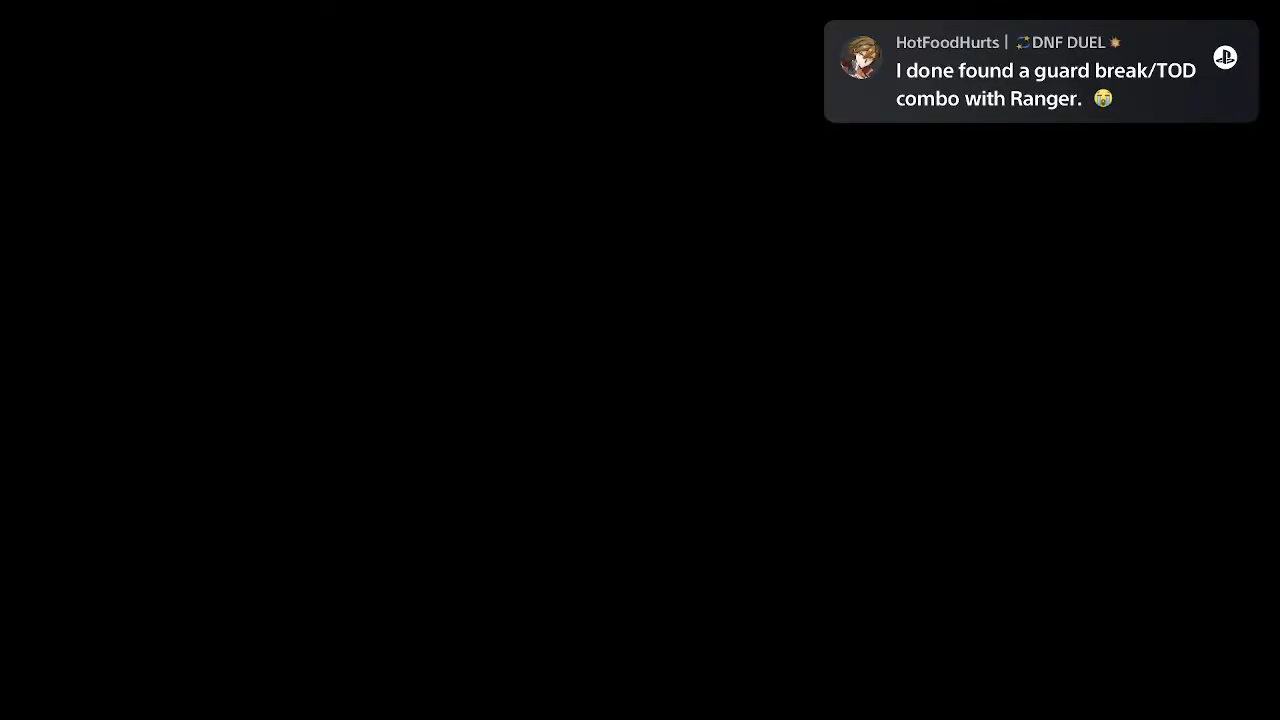 HotFoodHurts | 💫DNF DUEL💥
I done found a guard break/TOD
combo with Ranger. 😭